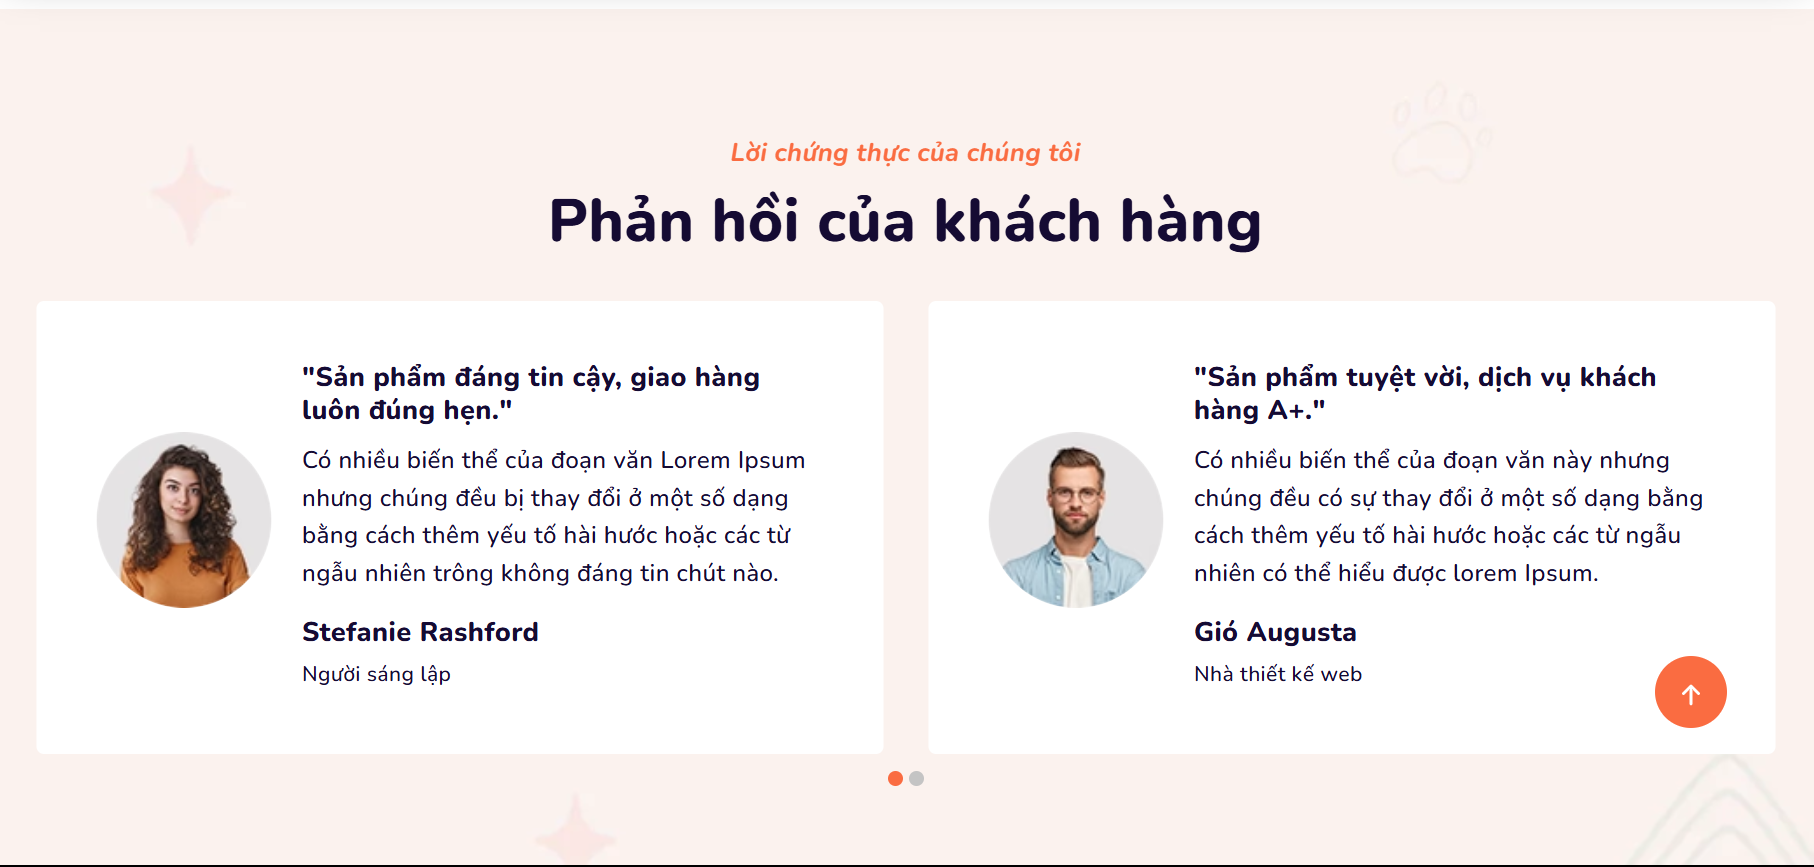 Lời chứng thực của chúng tôi
Phản hồi của khách hàng
"Sản phẩm đáng tin cậy, giao hàng
luôn đúng hẹn."
Có nhiều biến thể của đoạn văn Lorem Ipsum
nhưng chúng đều bị thay đổi ở một số dạng
bằng cách thêm yếu tố hài hước hoặc các từ
ngẫu nhiên trông không đáng tin chút nào.
Stefanie Rashford
Người sáng lập
"Sản phẩm tuyệt vời, dịch vụ khách
hàng A+."
Có nhiều biến thể của đoạn văn này nhưng
chúng đều có sự thay đổi ở một số dạng bằng
cách thêm yếu tố hài hước hoặc các từ ngẫu
nhiên có thể hiểu được lorem Ipsum.
Gió Augusta
Nhà thiết kế web